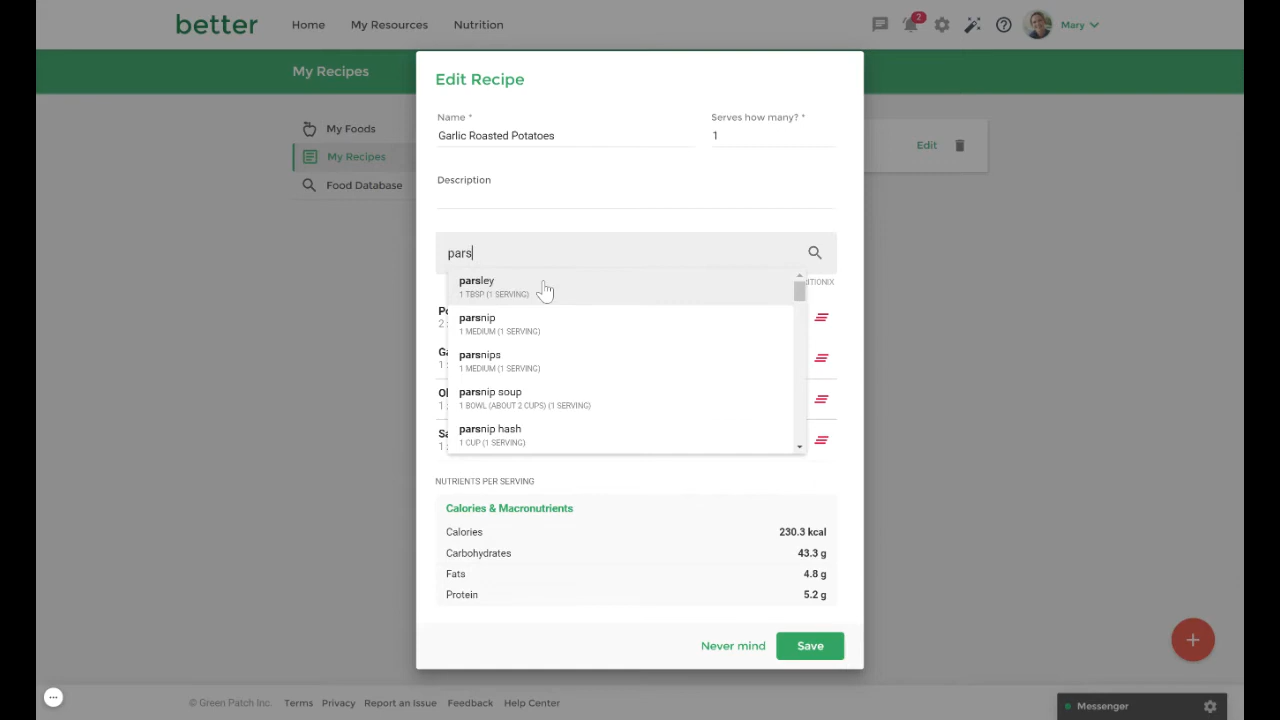 better Home My Resources Nutrition 2 Mary
My Recipes
My Foods
My Recipes
Food Database
Edit
Edit Recipe
Name * Serves how many? *
Garlic Roasted Potatoes 1
Description
pars
parsley
1 TBSP (1 SERVING)
parsnip
1 MEDIUM (1 SERVING)
parsnips
1 MEDIUM (1 SERVING)
parsnip soup
1 BOWL (ABOUT 2 CUPS) (1 SERVING)
parsnip hash
1 CUP (1 SERVING)
NUTRIENTS PER SERVING
Calories & Macronutrients
Calories 230.3 kcal
Carbohydrates 43.3 g
Fats 4.8 g
Protein 5.2 g
Never mind Save
© Green Patch Inc. Terms Privacy Report an Issue Feedback Help Center
Messenger